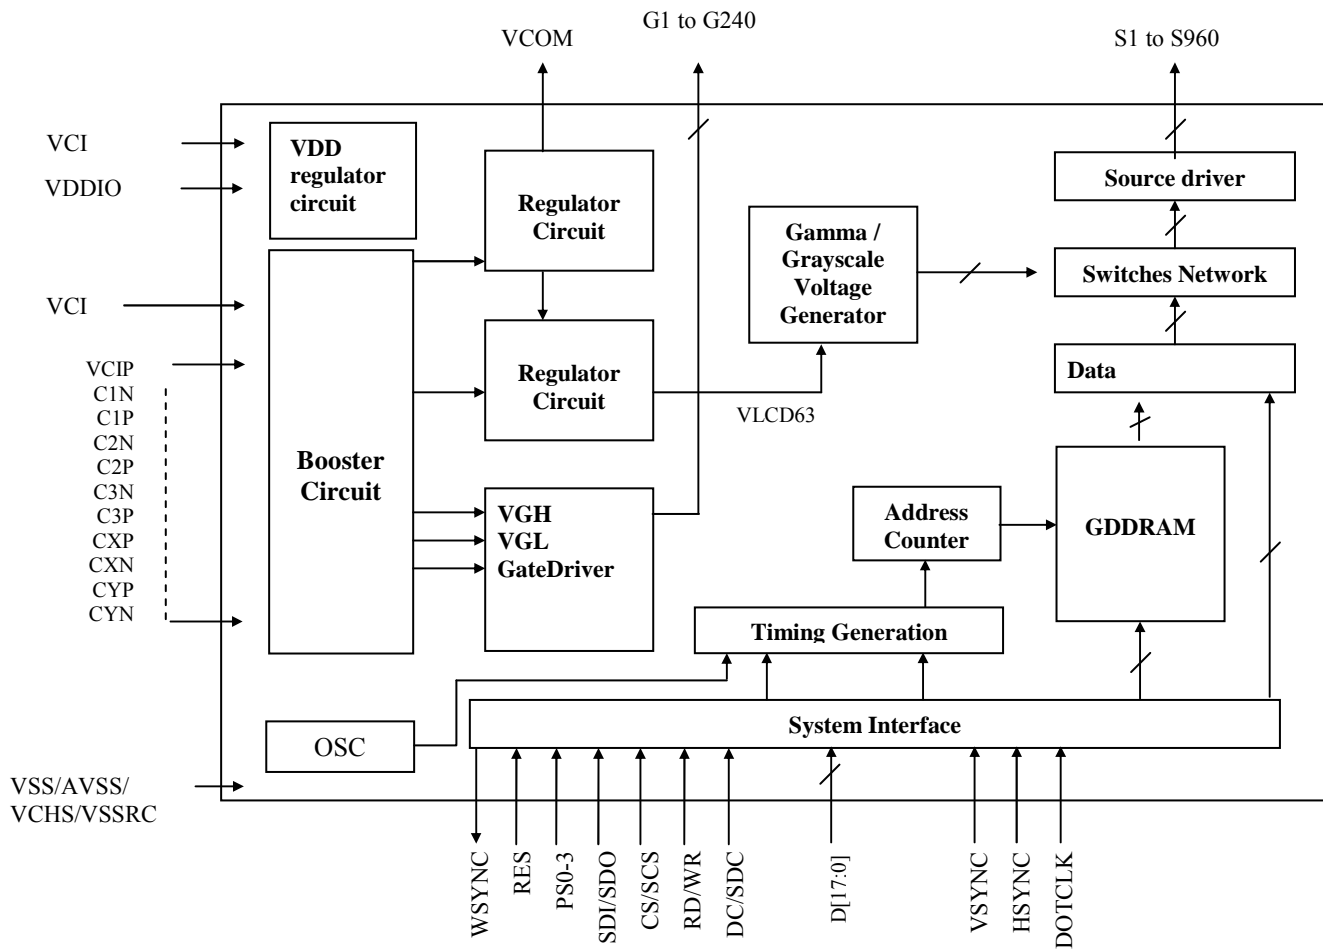 G1 to G240
VCOM
S1 to S960
VCI
VDDIO
VDD
regulator
circuit
Regulator
Circuit
Source driver
Gamma /
Grayscale
Voltage
Generator
Switches Network
VCI
VCIP
C1N
C1P
C2N
C2P
C3N
C3P
CXP
CXN
CYP
CYN
Booster
Circuit
Regulator
Circuit
VLCD63
Data
VGH
VGL
GateDriver
Address
Counter
GDDRAM
Timing Generation
OSC
System Interface
VSS/AVSS/
VCHS/VSSRC
WSYNC
RES
PS0-3
SDI/SDO
CS/SCS
RD/WR
DC/SDC
D[17:0]
VSYNC
HSYNC
DOTCLK